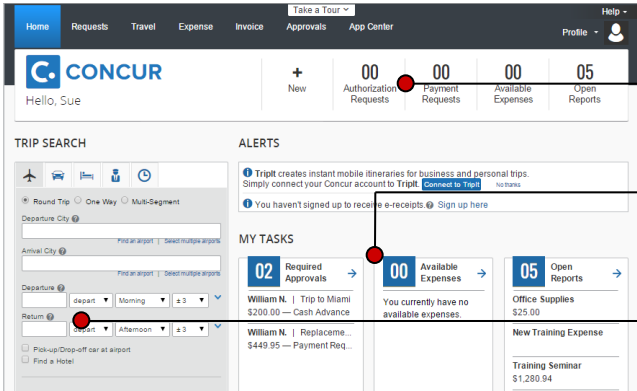 Take a Tour
Help
Home Requests Travel Expense Invoice Approvals App Center
Profile
C. CONCUR
Hello, Sue
+ 00 00 00 05
New Authorization Requests Payment Requests Available Expenses Open Reports
TRIP SEARCH
Round Trip One Way Multi-Segment
Departure City
Find an airport | Select multiple airports
Arrival City
Find an airport | Select multiple airports
Departure
depart Morning ± 3
Return
depart Afternoon ± 3
Pick-up/Drop-off car at airport
Find a Hotel
ALERTS
TripIt creates instant mobile itineraries for business and personal trips.
Simply connect your Concur account to TripIt. Connect to TripIt No thanks
You haven't signed up to receive e-receipts. Sign up here
MY TASKS
02 Required Approvals →
William N. | Trip to Miami
$200.00 — Cash Advance
William N. | Replaceme...
$449.95 — Payment Req...
00 Available Expenses →
You currently have no
available expenses.
05 Open Reports →
Office Supplies
$25.00
New Training Expense
Training Seminar
$1,280.94